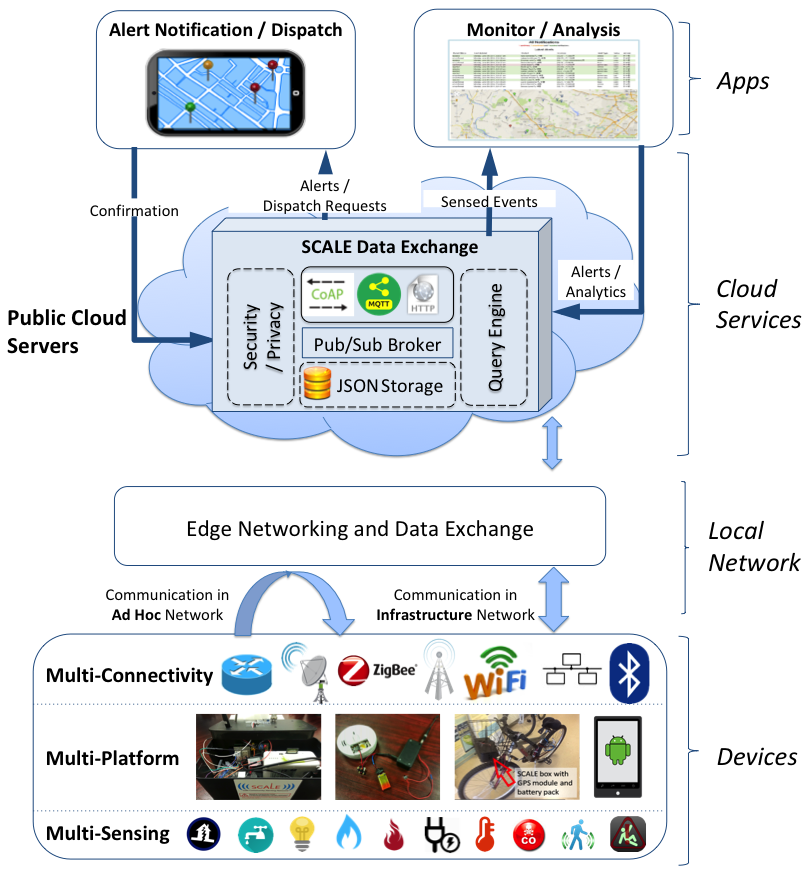 Alert Notification / Dispatch
Monitor / Analysis
Apps
Confirmation
Alerts /
Dispatch Requests
Sensed Events
SCALE Data Exchange
Alerts /
Analytics
Cloud
Services
Public Cloud
Servers
Security
/ Privacy
CoAP
MQTT
HTTP
Pub/Sub Broker
JSON Storage
Query Engine
Edge Networking and Data Exchange
Local
Network
Communication in
Ad Hoc Network
Communication in
Infrastructure Network
Multi-Connectivity
ZigBee®
WiFi
Multi-Platform
SCALE
SCALE box with
GPS module and
battery pack
Devices
Multi-Sensing
CO